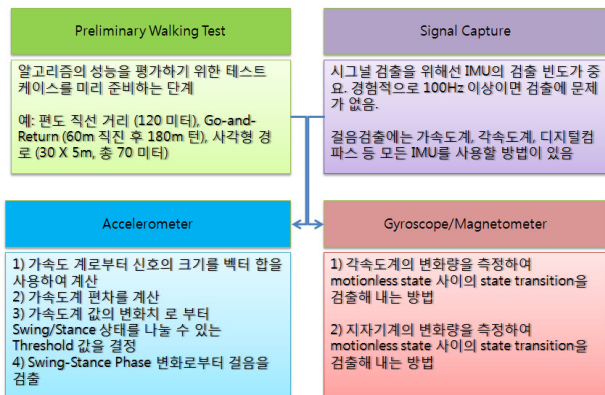 Preliminary Walking Test
알고리즘의 성능을 평가하기 위한 테스트
케이스를 미리 준비하는 단계
예: 편도 직선 거리 (120 미터), Go-and-
Return (60m 직진 후 180m 턴), 사각형 경
로 (30 X 5m, 총 70 미터)
Signal Capture
시그널 검출을 위해선 IMU의 검출 빈도가 중
요. 경험적으로 100Hz 이상이면 검출에 문제
가 없음.
걸음검출에는 가속도계, 각속도계, 디지털컴
파스 등 모든 IMU를 사용할 방법이 있음
Accelerometer
1) 가속도 계로부터 신호의 크기를 벡터 합을
사용하여 계산
2) 가속도계 편차를 계산
3) 가속도계 값의 변화치 로 부터
Swing/Stance 상태를 나눌 수 있는
Threshold 값을 결정
4) Swing-Stance Phase 변화로부터 걸음을
검출
Gyroscope/Magnetometer
1) 각속도계의 변화량을 측정하여
motionless state 사이의 state transition을
검출해 내는 방법
2) 지자기계의 변화량을 측정하여
motionless state 사이의 state transition을
검출해 내는 방법